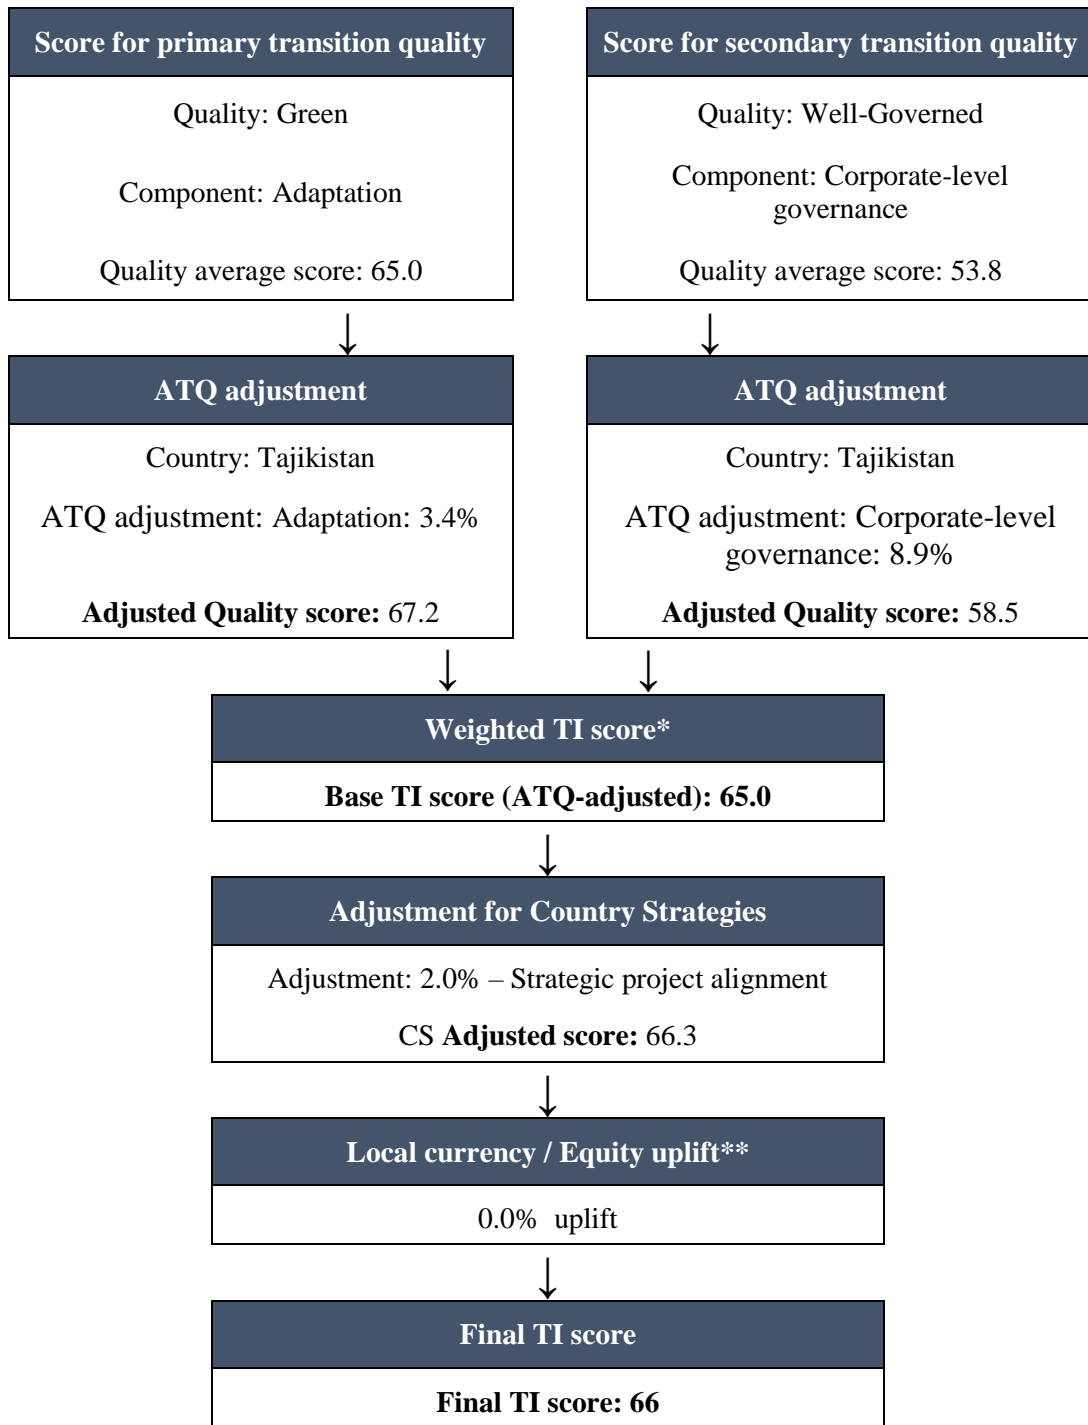 Score for primary transition quality
Quality: Green
Component: Adaptation
Quality average score: 65.0
Score for secondary transition quality
Quality: Well-Governed
Component: Corporate-level
governance
Quality average score: 53.8
ATQ adjustment
Country: Tajikistan
ATQ adjustment: Adaptation: 3.4%
Adjusted Quality score: 67.2
ATQ adjustment
Country: Tajikistan
ATQ adjustment: Corporate-level
governance: 8.9%
Adjusted Quality score: 58.5
Weighted TI score*
Base TI score (ATQ-adjusted): 65.0
Adjustment for Country Strategies
Adjustment: 2.0% – Strategic project alignment
CS Adjusted score: 66.3
Local currency / Equity uplift**
0.0% uplift
Final TI score
Final TI score: 66